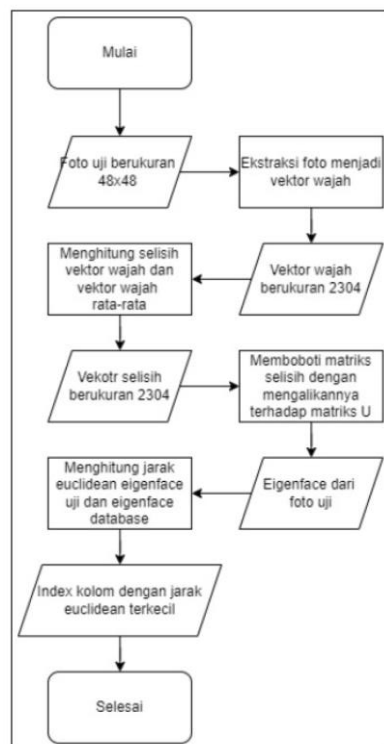 Mulai
Foto uji berukuran
48x48
Ekstraksi foto menjadi
vektor wajah
Vektor wajah
berukuran 2304
Menghitung selisih
vektor wajah dan
vektor wajah
rata-rata
Vekotr selisih
berukuran 2304
Memboboti matriks
selisih dengan
mengalikannya
terhadap matriks U
Eigenface dari
foto uji
Menghitung jarak
euclidean eigenface
uji dan eigenface
database
Index kolom dengan jarak
euclidean terkecil
Selesai